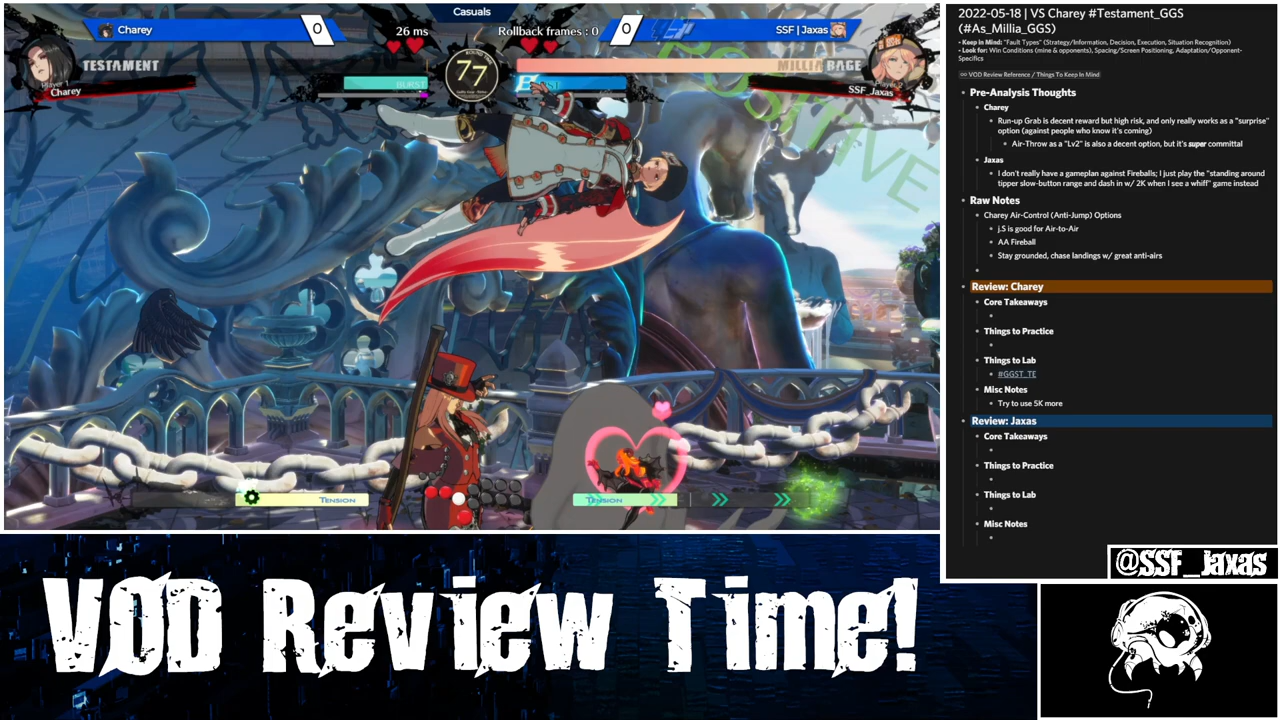 Casuals
Charey
0
26 ms
Rollback frames : 0
0
SSF | Jaxas
TESTAMENT
77
MILLIA RAGE
Player 1
Charey
BURST
Player 2
SSF_Jaxas
POSITIVE
TENSION
TENSION
2022-05-18 | VS Charey #Testament_GGS
(#As_Millia_GGS)
- Keep in Mind: "Fault Types" (Strategy/Information, Decision, Execution, Situation Recognition)
- Look for: Win Conditions (mine & opponents), Spacing/Screen Positioning, Adaptation/Opponent-
Specifics
VOD Review Reference / Things To Keep In Mind
Pre-Analysis Thoughts
Charey
Run-up Grab is decent reward but high risk, and only really works as a "surprise"
option (against people who know it's coming)
Air-Throw as a "Lv2" is also a decent option, but it's super committal
Jaxas
I don't really have a gameplan against Fireballs; I just play the "standing around
tipper slow-button range and dash in w/ 2K when I see a whiff" game instead
Raw Notes
Charey Air-Control (Anti-Jump) Options
j.S is good for Air-to-Air
AA Fireball
Stay grounded, chase landings w/ great anti-airs
Review: Charey
Core Takeaways
Things to Practice
Things to Lab
#GGST_TE
Misc Notes
Try to use 5K more
Review: Jaxas
Core Takeaways
Things to Practice
Things to Lab
Misc Notes
@SSF_Jaxas
VOD Review Time!